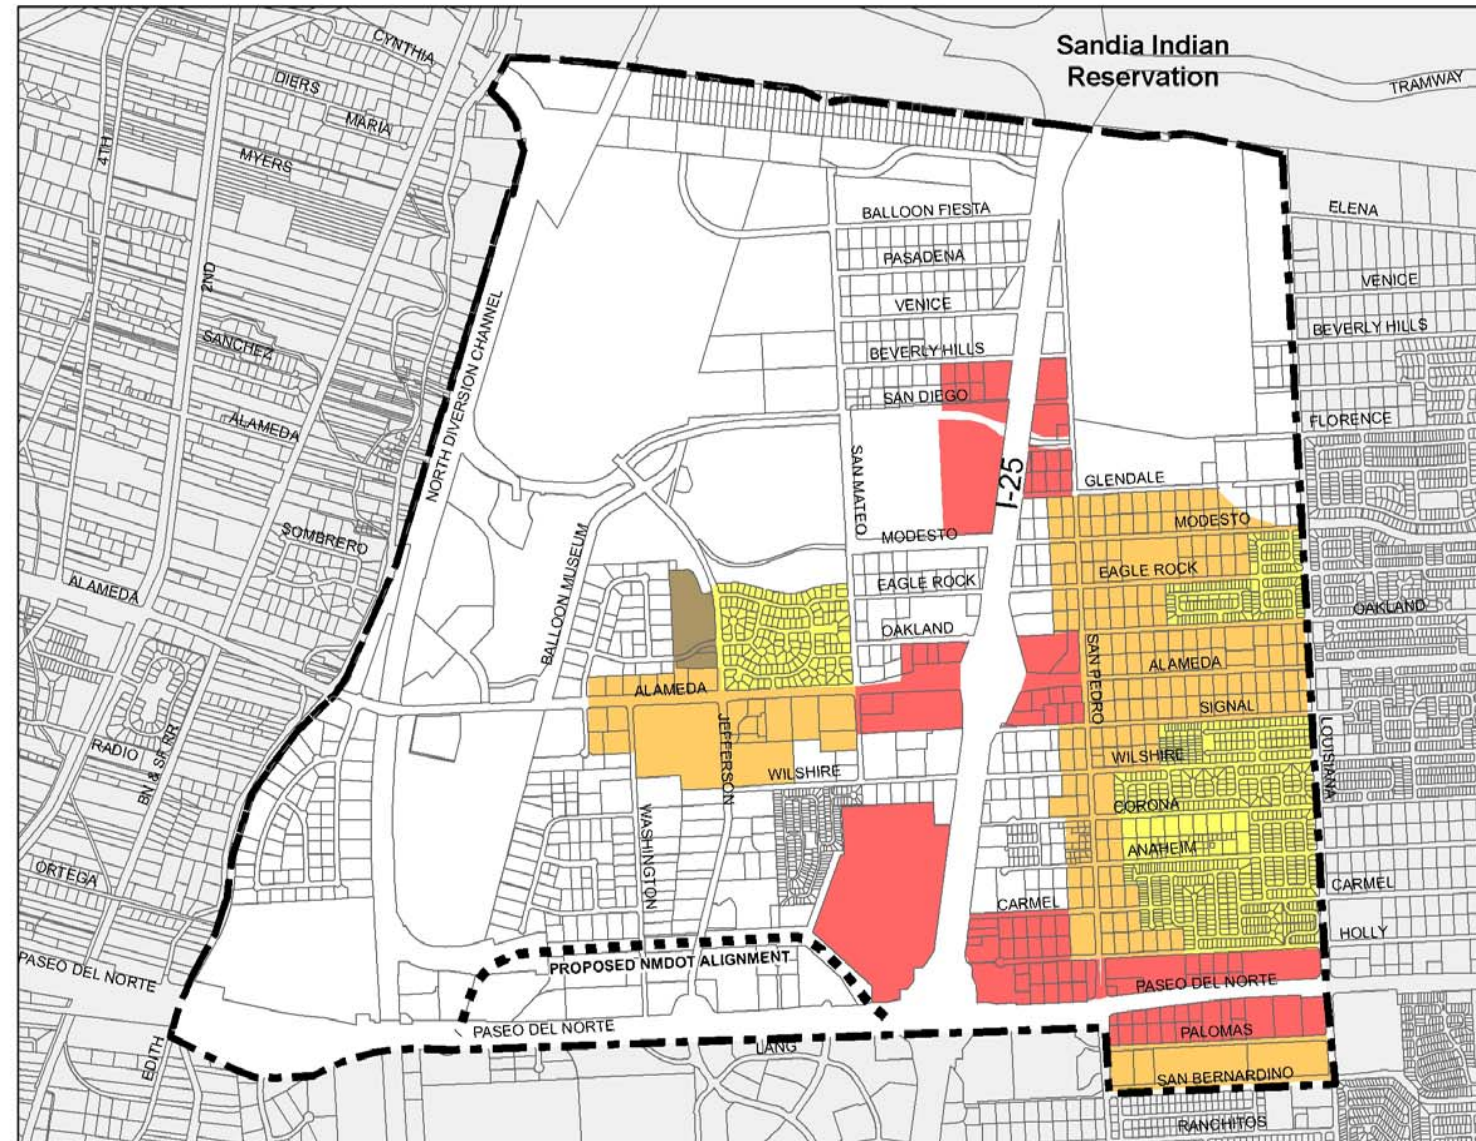 Sandia Indian
Reservation
TRAMWAY
CYNTHIA
DIERS
MARIA
4TH
MYERS
2ND
BALLOON FIESTA
ELENA
PASADENA
VENICE
VENICE
BEVERLY HILLS
SANCHEZ
NORTH DIVERSION CHANNEL
BEVERLY HILLS
SAN DIEGO
FLORENCE
ALAMEDA
SAN MATEO
I-25
GLENDALE
MODESTO
MODESTO
SOMBRERO
BALLOON MUSEUM
EAGLE ROCK
EAGLE ROCK
ALAMEDA
OAKLAND
OAKLAND
SAN PEDRO
ALAMEDA
ALAMEDA
SIGNAL
JEFFERSON
LOUISIANA
RADIO
BN & SF RR
WILSHIRE
WILSHIRE
CORONA
WASHINGTON
ANAHEIM
ORTEGA
CARMEL
CARMEL
HOLLY
PROPOSED NMDOT ALIGNMENT
PASEO DEL NORTE
PASEO DEL NORTE
PASEO DEL NORTE
PALOMAS
EDITH
LANG
SAN BERNARDINO
RANCHITOS